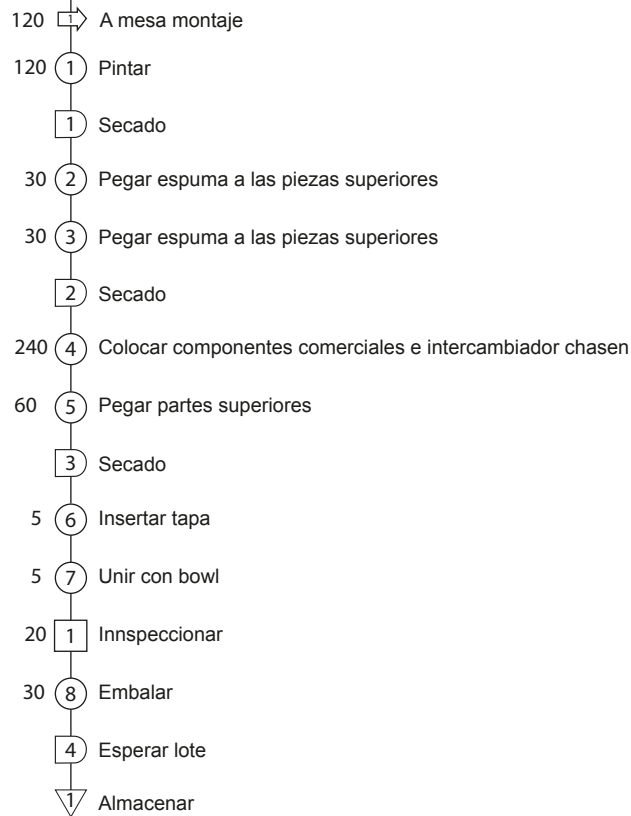 120 1 A mesa montaje
120 1 Pintar
1 Secado
30 2 Pegar espuma a las piezas superiores
30 3 Pegar espuma a las piezas superiores
2 Secado
240 4 Colocar componentes comerciales e intercambiador chasen
60 5 Pegar partes superiores
3 Secado
5 6 Insertar tapa
5 7 Unir con bowl
20 1 Innspeccionar
30 8 Embalar
4 Esperar lote
1 Almacenar